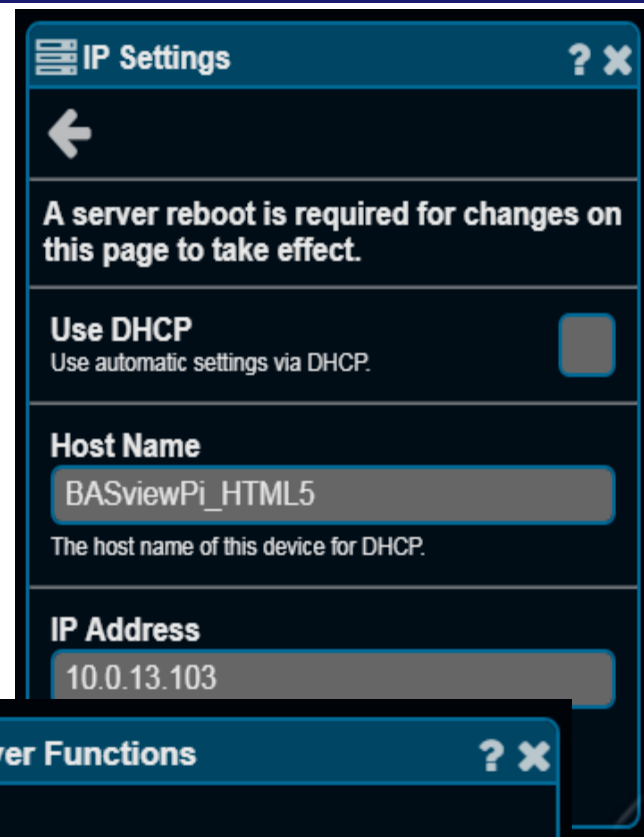 IP Settings ? ✖
A server reboot is required for changes on
this page to take effect.
Use DHCP
Use automatic settings via DHCP.
Host Name
BASviewPi_HTML5
The host name of this device for DHCP.
IP Address
10.0.13.103
Functions ? ✖